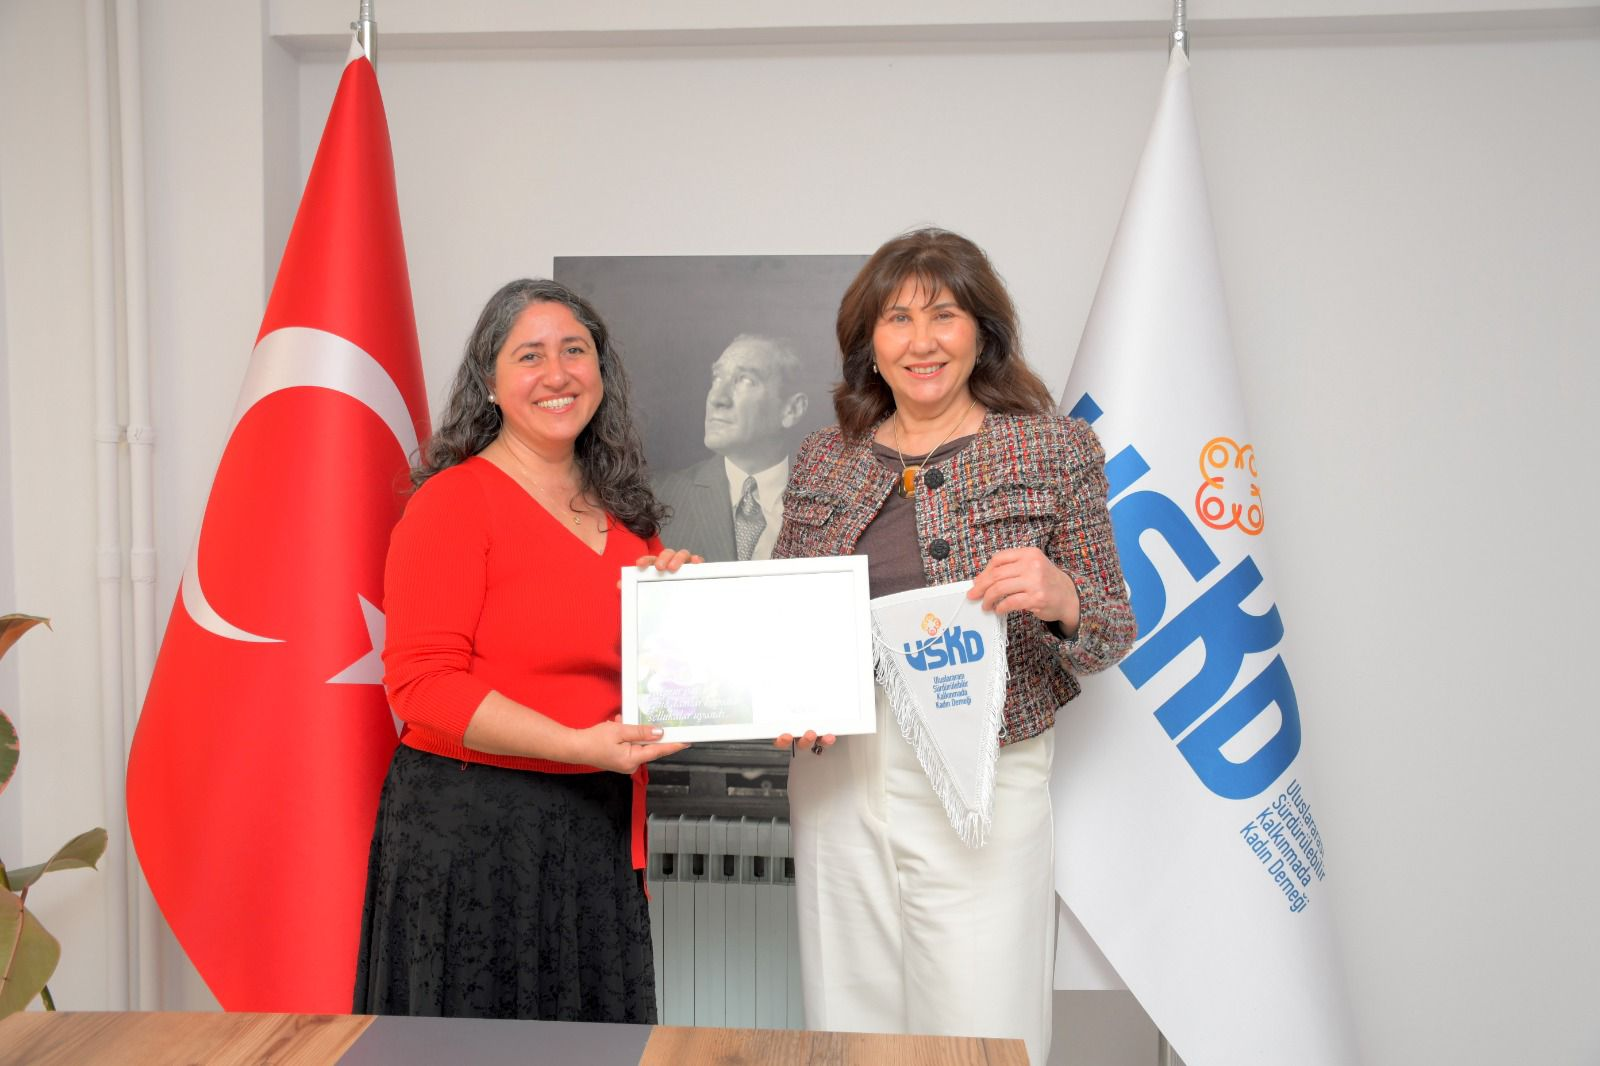 USKD
Uluslararası
Sürdürülebilir
Kalkınmada
Kadın Derneği
USKD
Uluslararası
Sürdürülebilir
Kalkınmada
Kadın Derneği